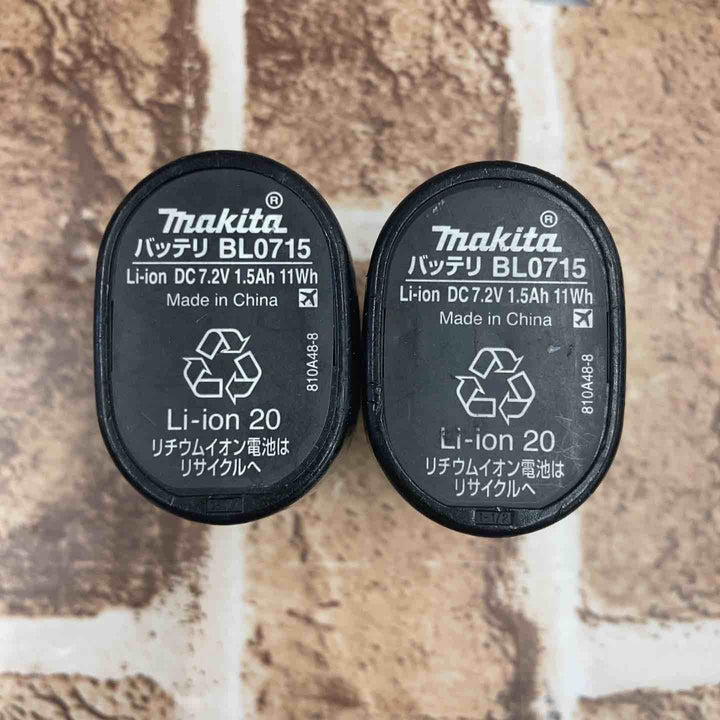 makita®
バッテリ BL0715
Li-ion DC 7.2V 1.5Ah 11Wh
Made in China
810A48-8
Li-ion 20
リチウムイオン電池は
リサイクルへ
makita®
バッテリ BL0715
Li-ion DC 7.2V 1.5Ah 11Wh
Made in China
810A48-8
Li-ion 20
リチウムイオン電池は
リサイクルへ